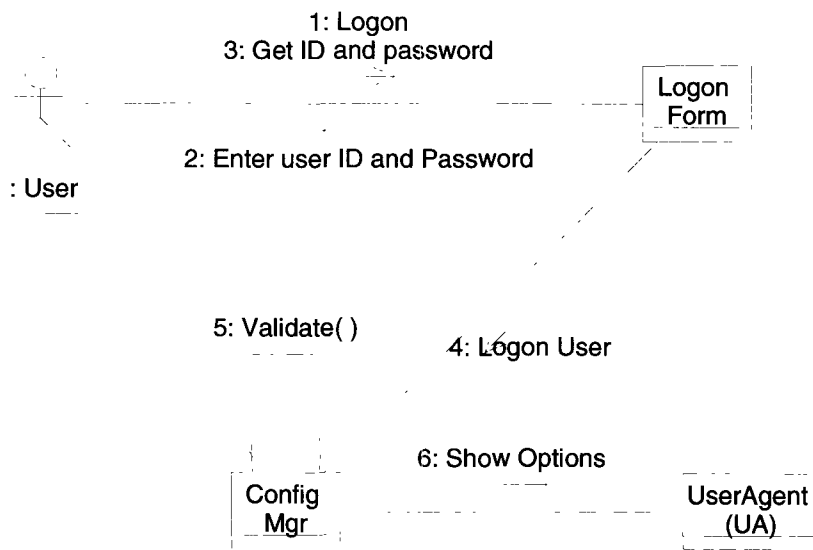 1: Logon
3: Get ID and password
Logon
Form
2: Enter user ID and Password
: User
5: Validate( )
4: Logon User
6: Show Options
Config
Mgr
UserAgent
(UA)